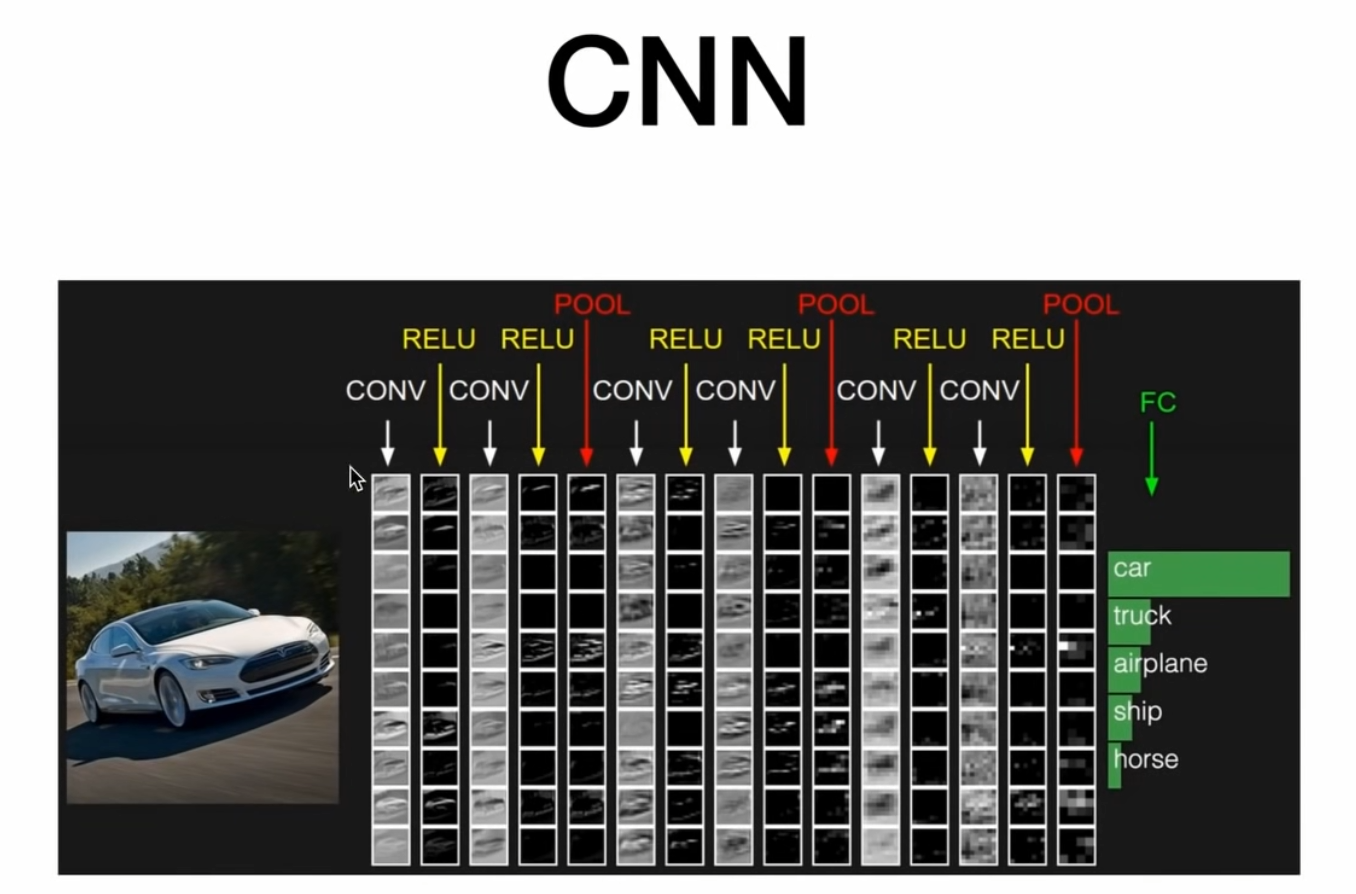 CNN
POOL POOL POOL
RELU RELU RELU RELU RELU RELU
CONV CONV CONV CONV CONV CONV
FC
car
truck
airplane
ship
horse